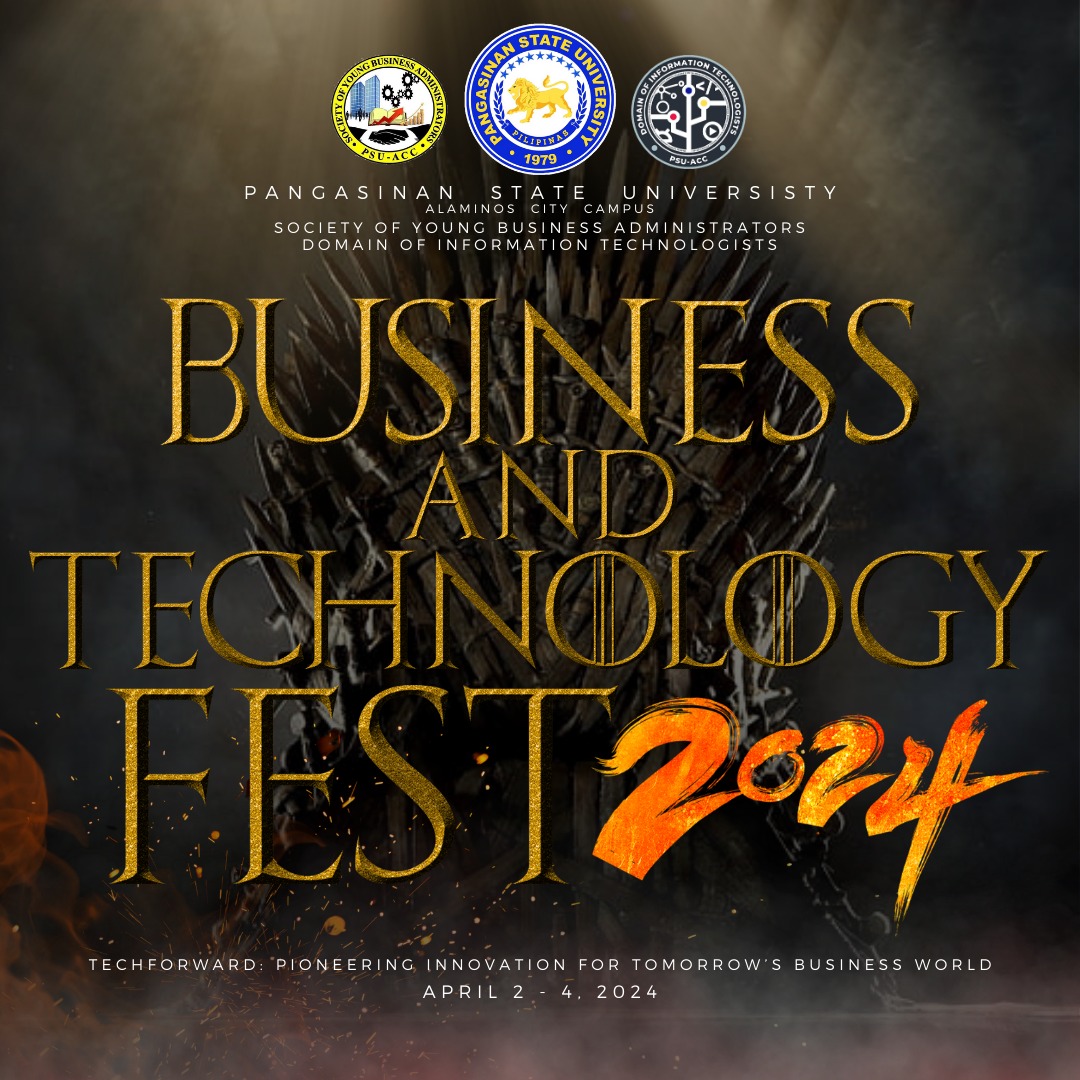 SOCIETY OF YOUNG BUSINESS ADMINISTRATORS
PSU-ACC
PANGASINAN STATE UNIVERSITY
PILIPINAS
1979
DOMAIN OF INFORMATION TECHNOLOGISTS
PSU-ACC
PANGASINAN STATE UNIVERSISTY
ALAMINOS CITY CAMPUS
SOCIETY OF YOUNG BUSINESS ADMINISTRATORS
DOMAIN OF INFORMATION TECHNOLOGISTS
BUSINESS
AND
TECHNOLOGY
FEST 2024
TECHFORWARD: PIONEERING INNOVATION FOR TOMORROW'S BUSINESS WORLD
APRIL 2 - 4, 2024